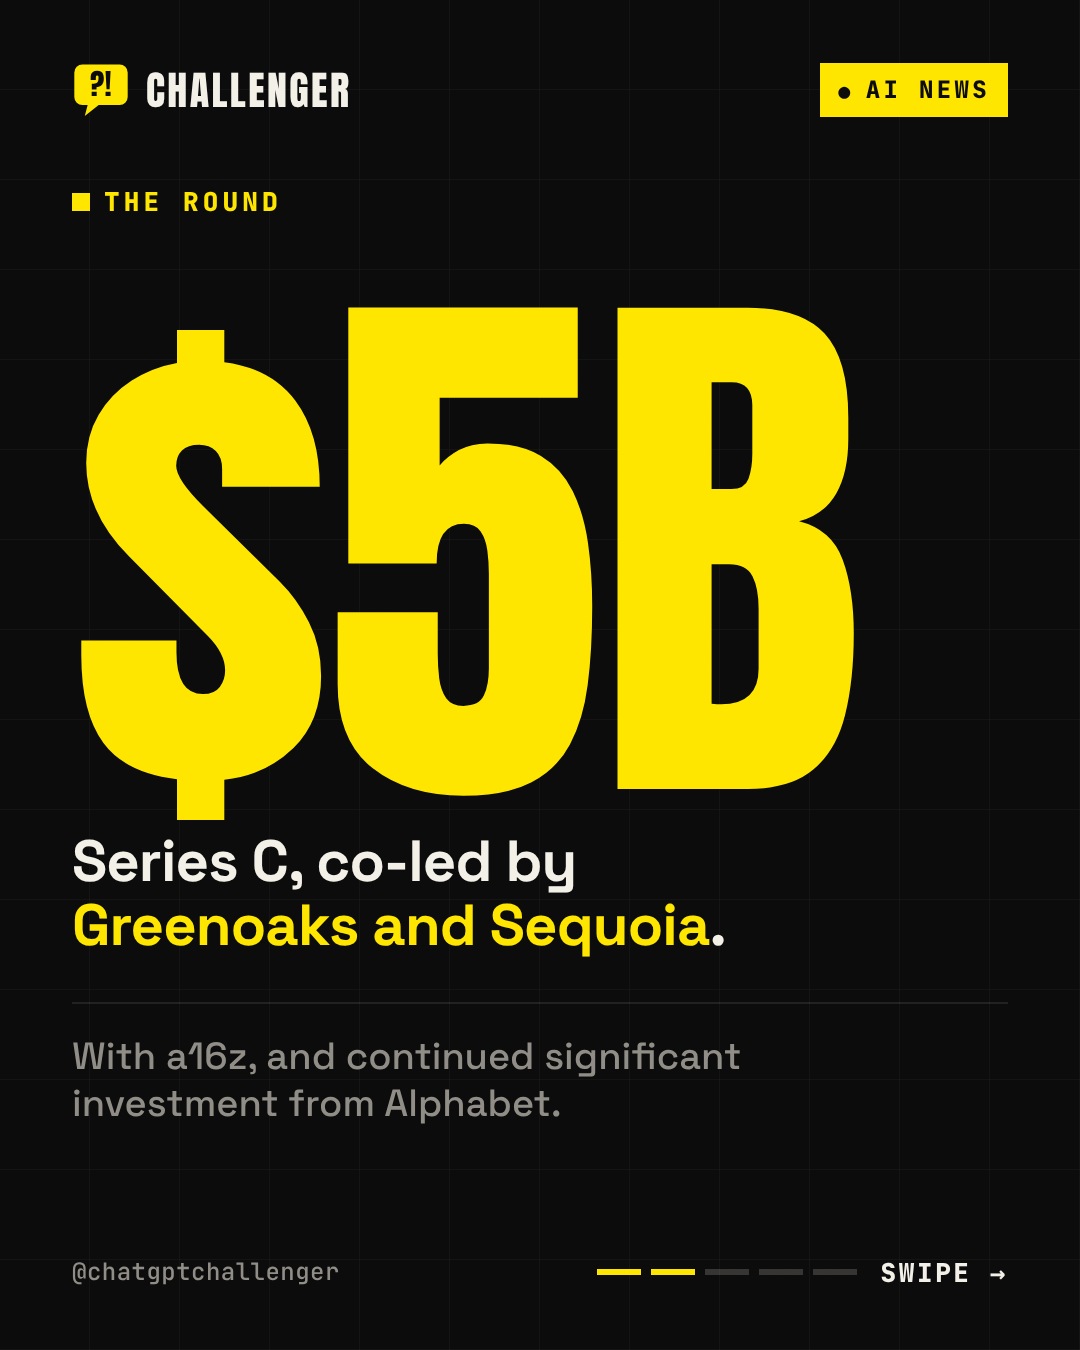 ?! CHALLENGER
● AI NEWS
THE ROUND
$5B
Series C, co-led by
Greenoaks and Sequoia.
With a16z, and continued significant
investment from Alphabet.
@chatgptchallenger
SWIPE →